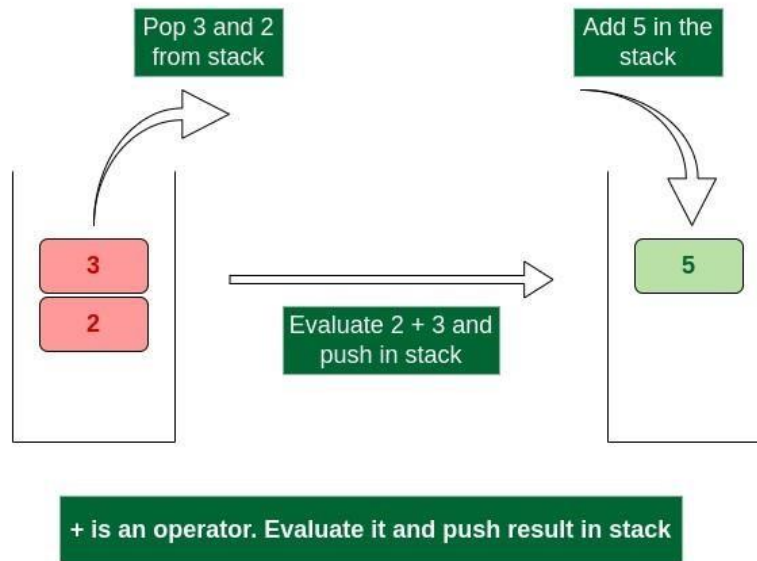 Pop 3 and 2
from stack
Add 5 in the
stack
3
2
5
Evaluate 2 + 3 and
push in stack
+ is an operator. Evaluate it and push result in stack